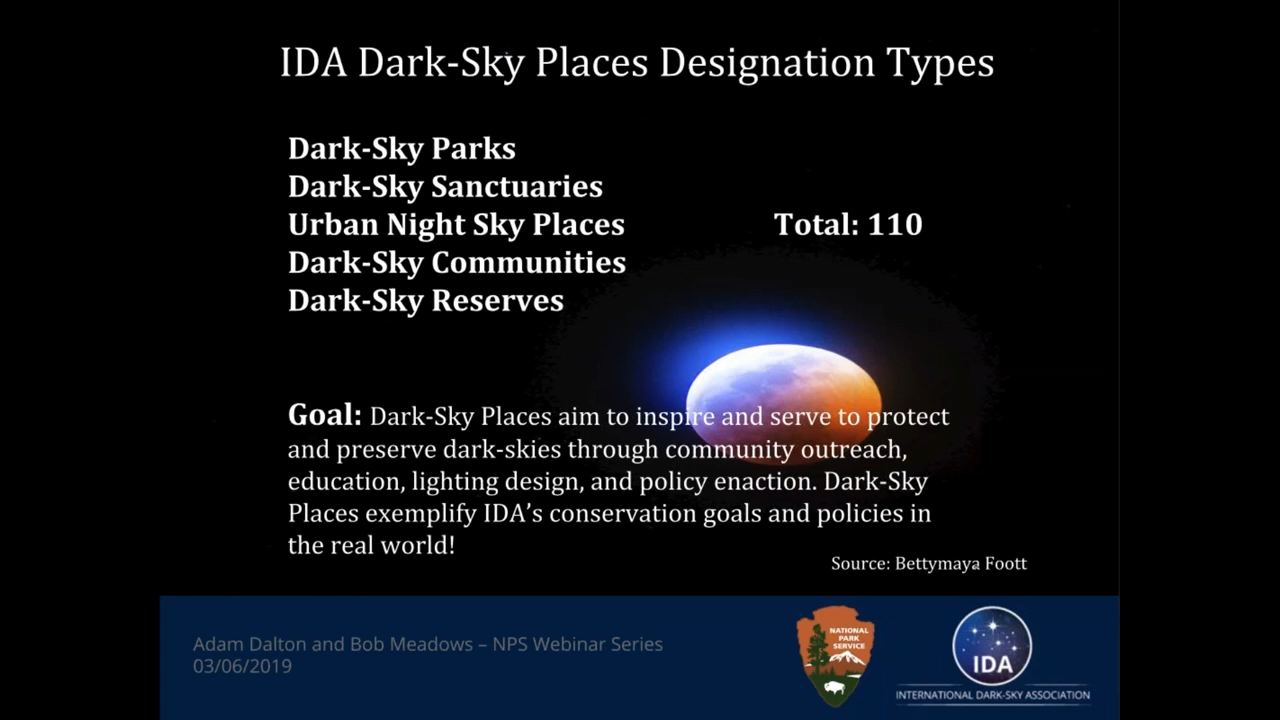 IDA Dark-Sky Places Designation Types
Dark-Sky Parks
Dark-Sky Sanctuaries
Urban Night Sky Places
Total: 110
Dark-Sky Communities
Dark-Sky Reserves
Goal: Dark-Sky Places aim to inspire and serve to protect
and preserve dark-skies through community outreach,
education, lighting design, and policy enaction. Dark-Sky
Places exemplify IDA’s conservation goals and policies in
the real world!
Source: Bettymaya Foott
Adam Dalton and Bob Meadows – NPS Webinar Series
03/06/2019
NATIONAL
PARK
SERVICE
IDA
INTERNATIONAL DARK-SKY ASSOCIATION